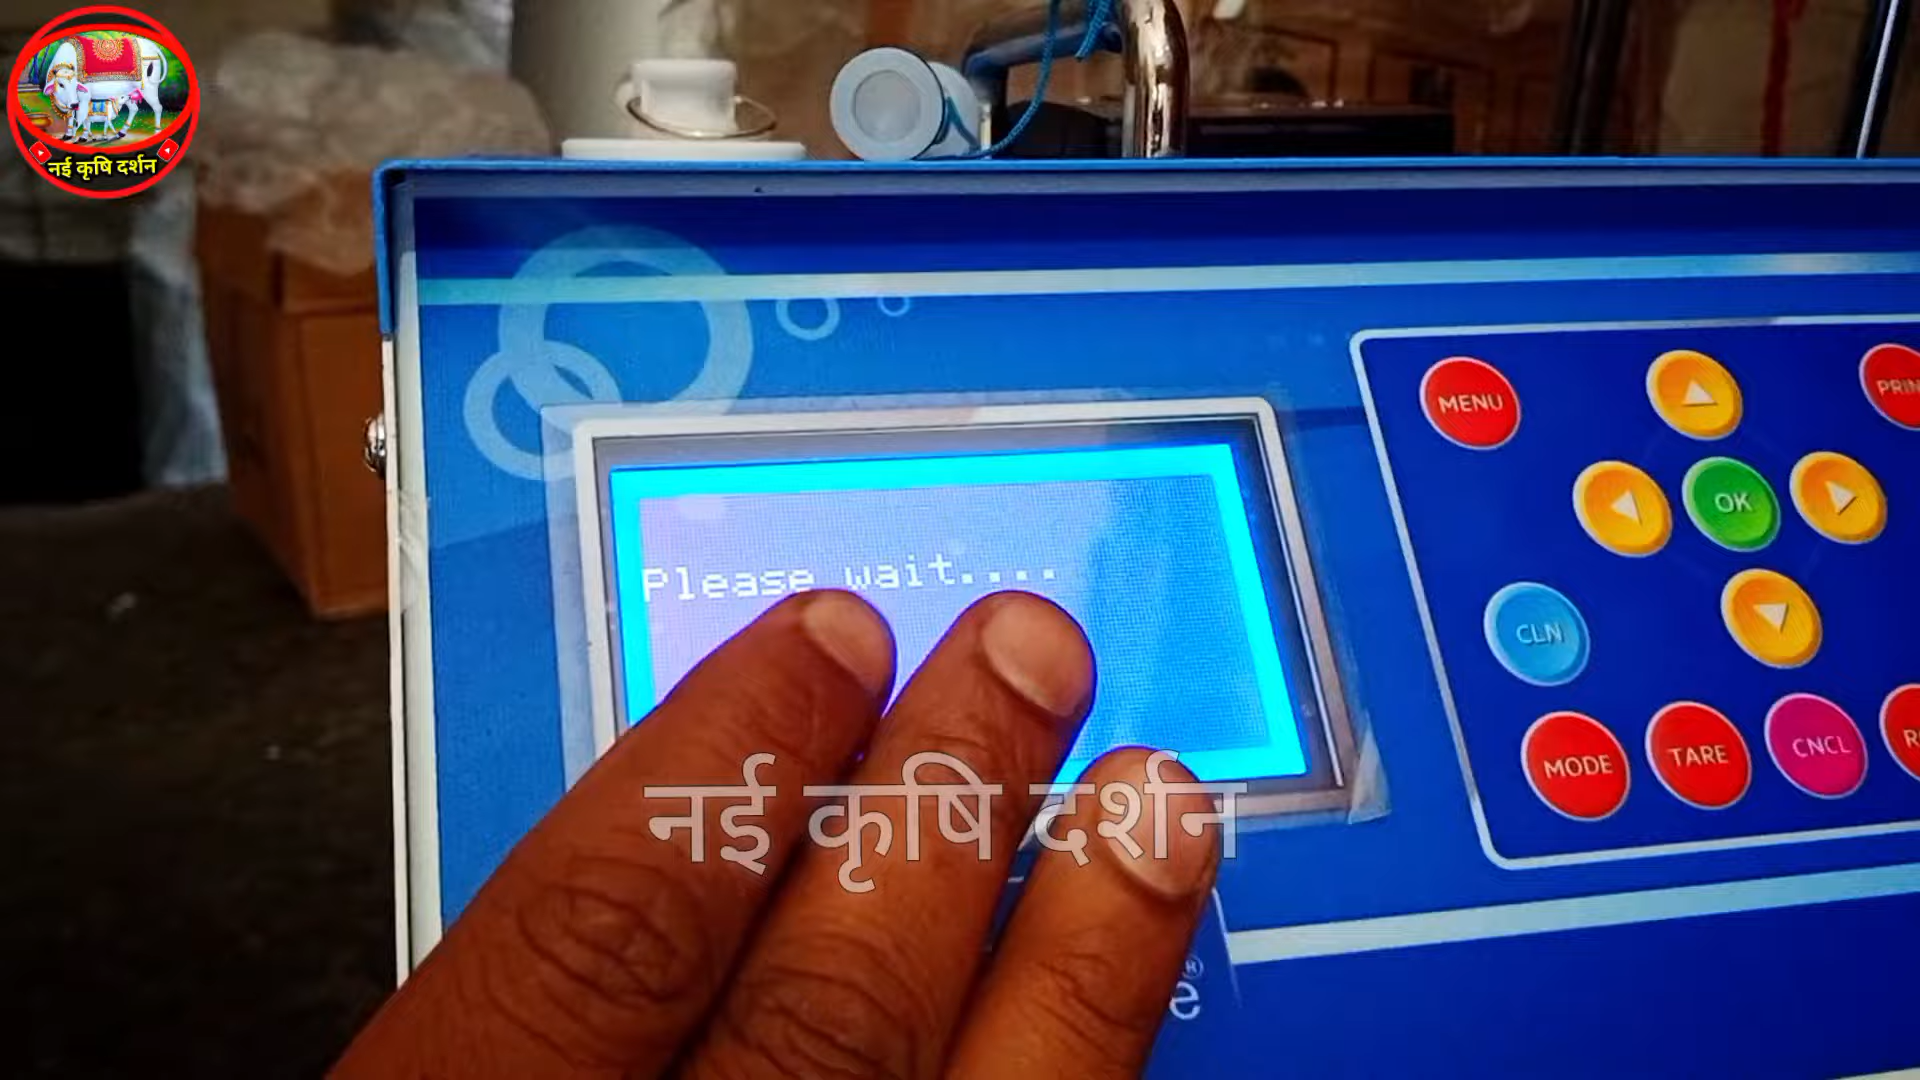 नई कृषि दर्शन
MENU
OK
Please wait....
CLN
MODE
TARE
CNCL
नई कृषि दर्शन